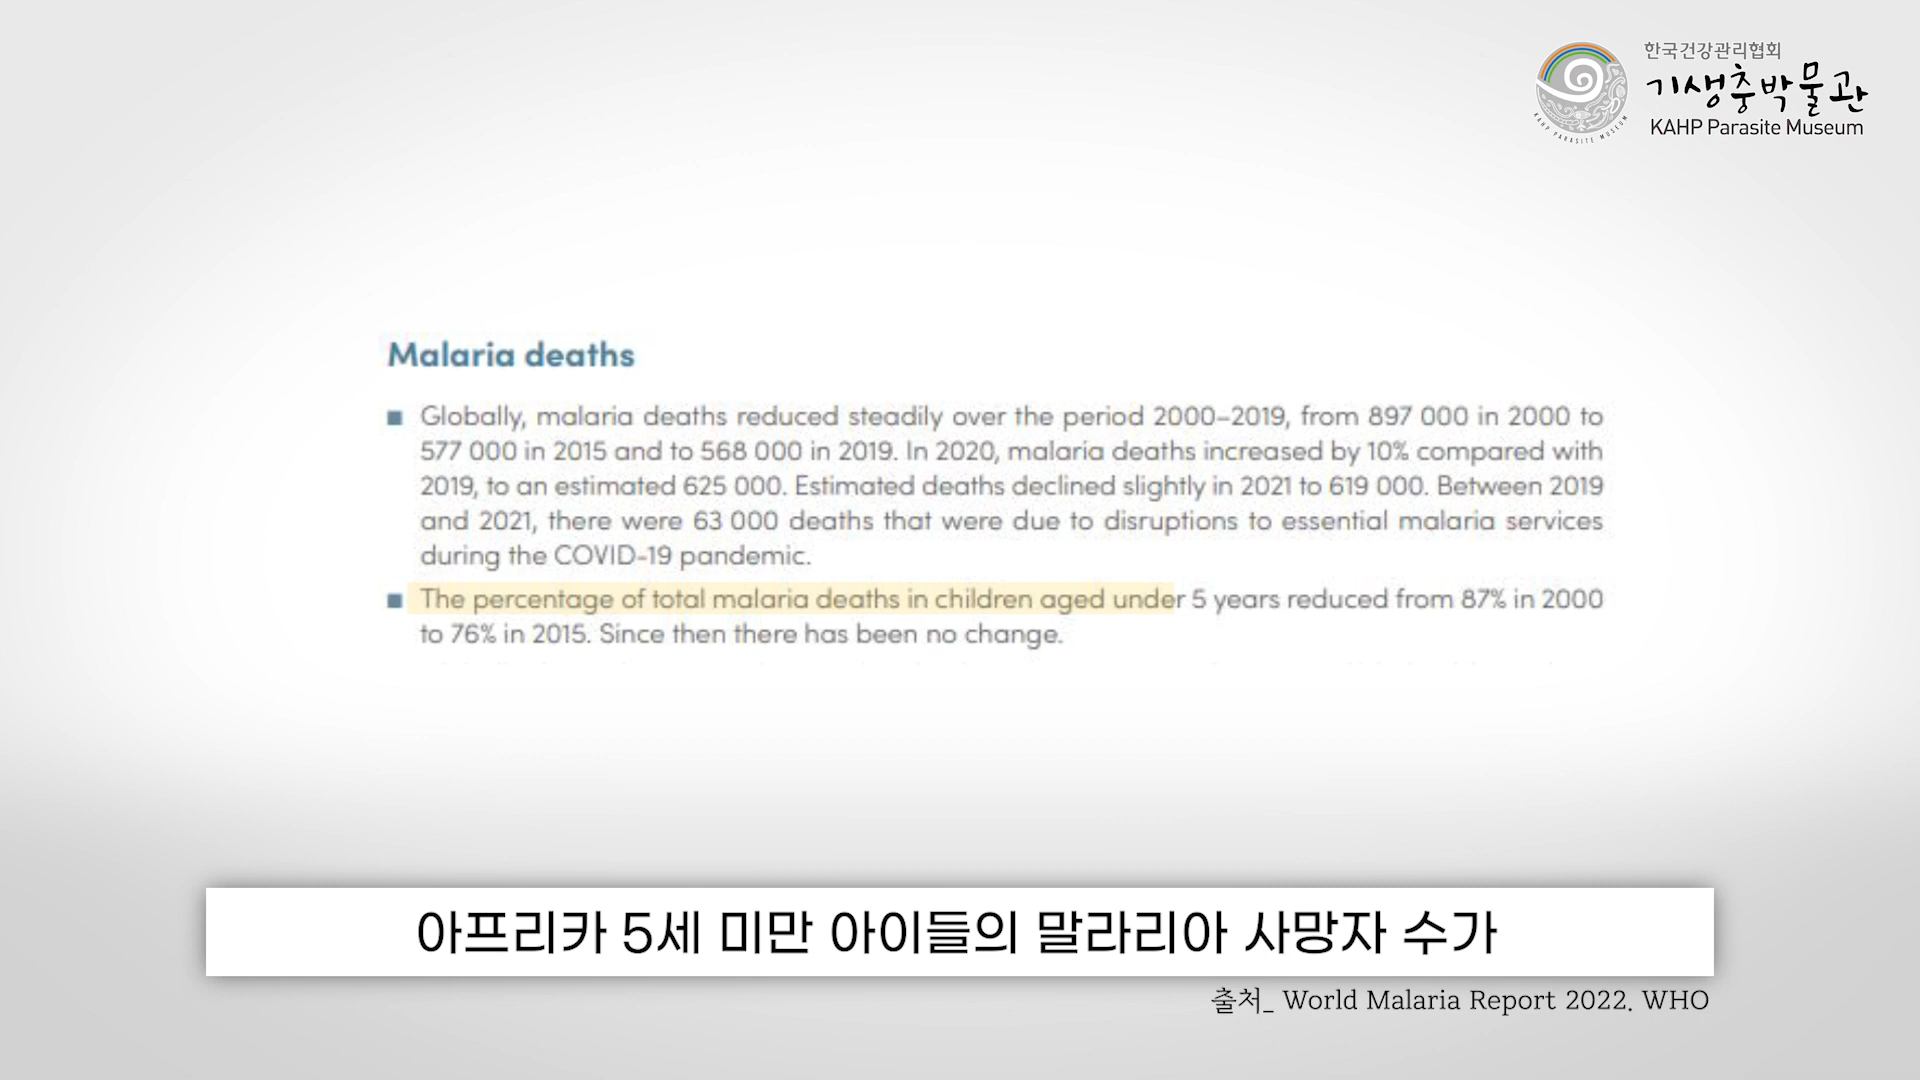 한국건강관리협회
기생충박물관
KAHP Parasite Museum
KAHP PARASITE MUSEUM
Malaria deaths
■ Globally, malaria deaths reduced steadily over the period 2000–2019, from 897 000 in 2000 to
577 000 in 2015 and to 568 000 in 2019. In 2020, malaria deaths increased by 10% compared with
2019, to an estimated 625 000. Estimated deaths declined slightly in 2021 to 619 000. Between 2019
and 2021, there were 63 000 deaths that were due to disruptions to essential malaria services
during the COVID-19 pandemic.
■ The percentage of total malaria deaths in children aged under 5 years reduced from 87% in 2000
to 76% in 2015. Since then there has been no change.
아프리카 5세 미만 아이들의 말라리아 사망자 수가
출처_ World Malaria Report 2022. WHO